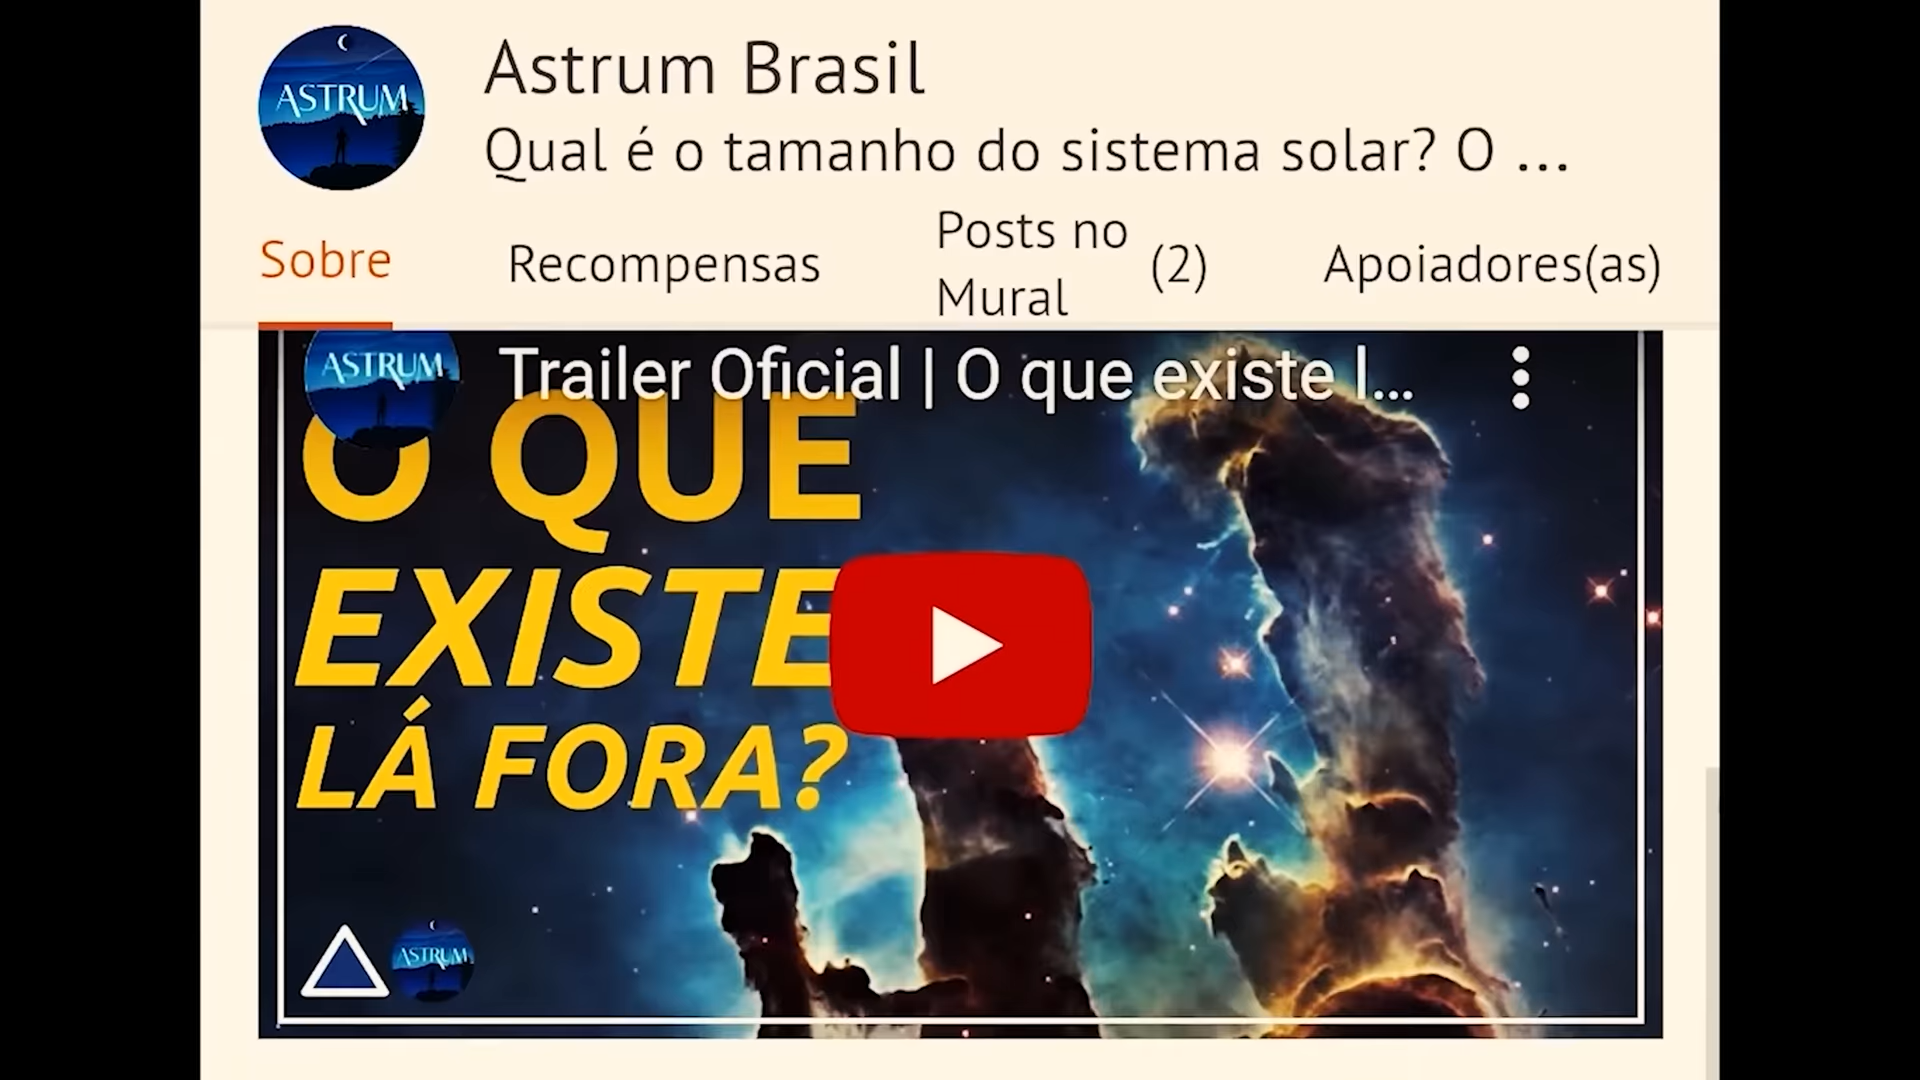 ASTRUM
Astrum Brasil
Qual é o tamanho do sistema solar? O ...
Sobre
Recompensas
Posts no
Mural
(2)
Apoiadores(as)
ASTRUM
Trailer Oficial | O que existe l...
O QUE
EXISTE
LÁ FORA?
ASTRUM